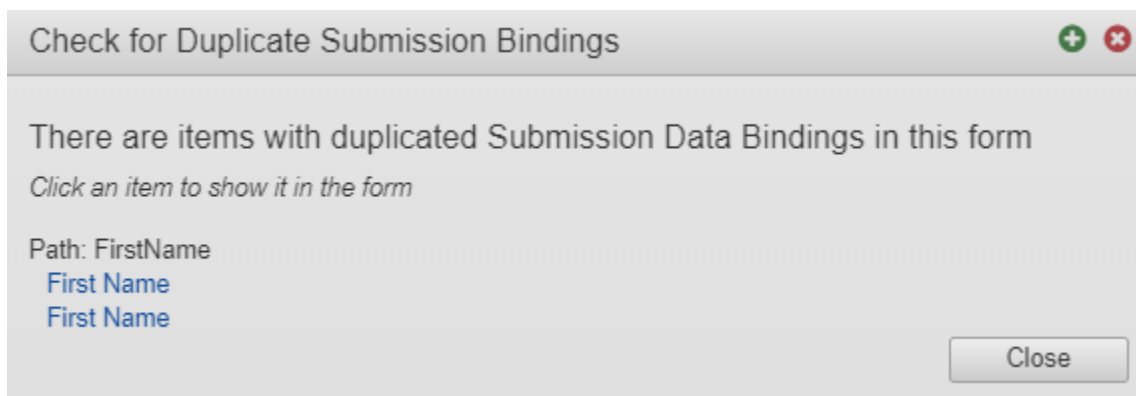 Check for Duplicate Submission Bindings
There are items with duplicated Submission Data Bindings in this form
Click an item to show it in the form
Path: FirstName
First Name
First Name
Close